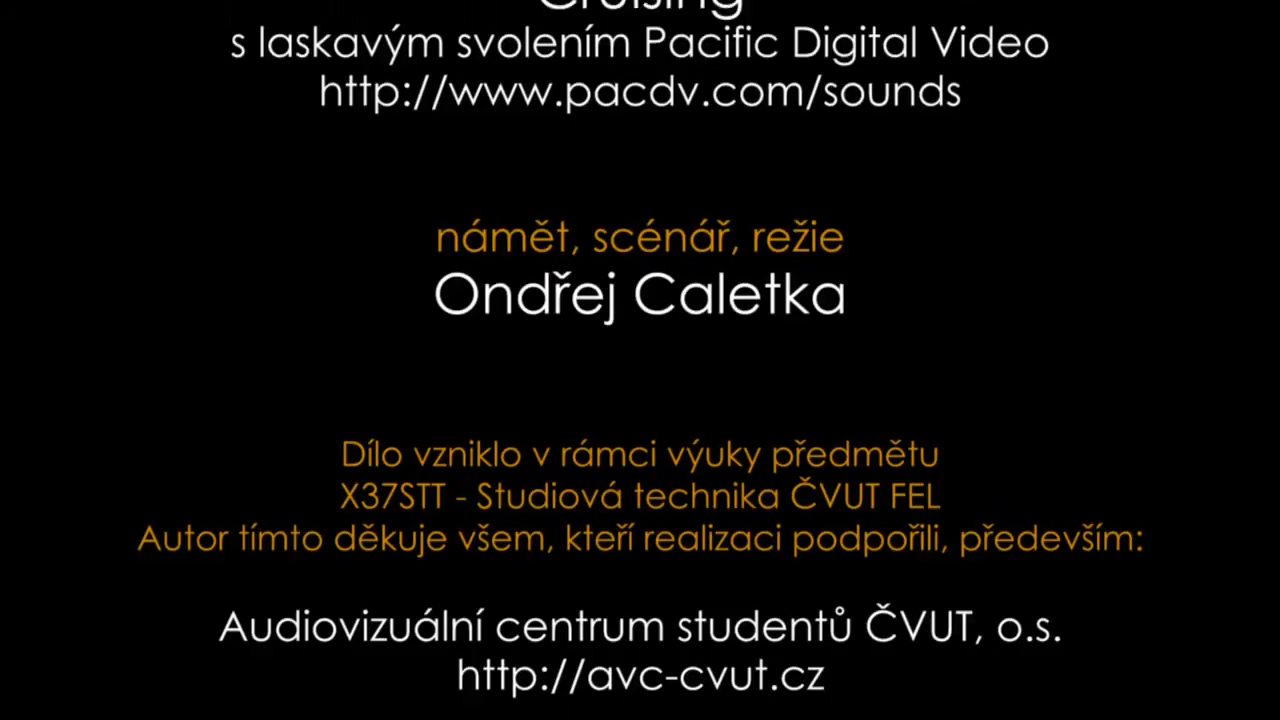 Cruising
s laskavým svolením Pacific Digital Video
http://www.pacdv.com/sounds
námět, scénář, režie
Ondřej Caletka
Dílo vzniklo v rámci výuky předmětu
X37STT - Studiová technika ČVUT FEL
Autor tímto děkuje všem, kteří realizaci podpořili, především:
Audiovizuální centrum studentů ČVUT, o.s.
http://avc-cvut.cz